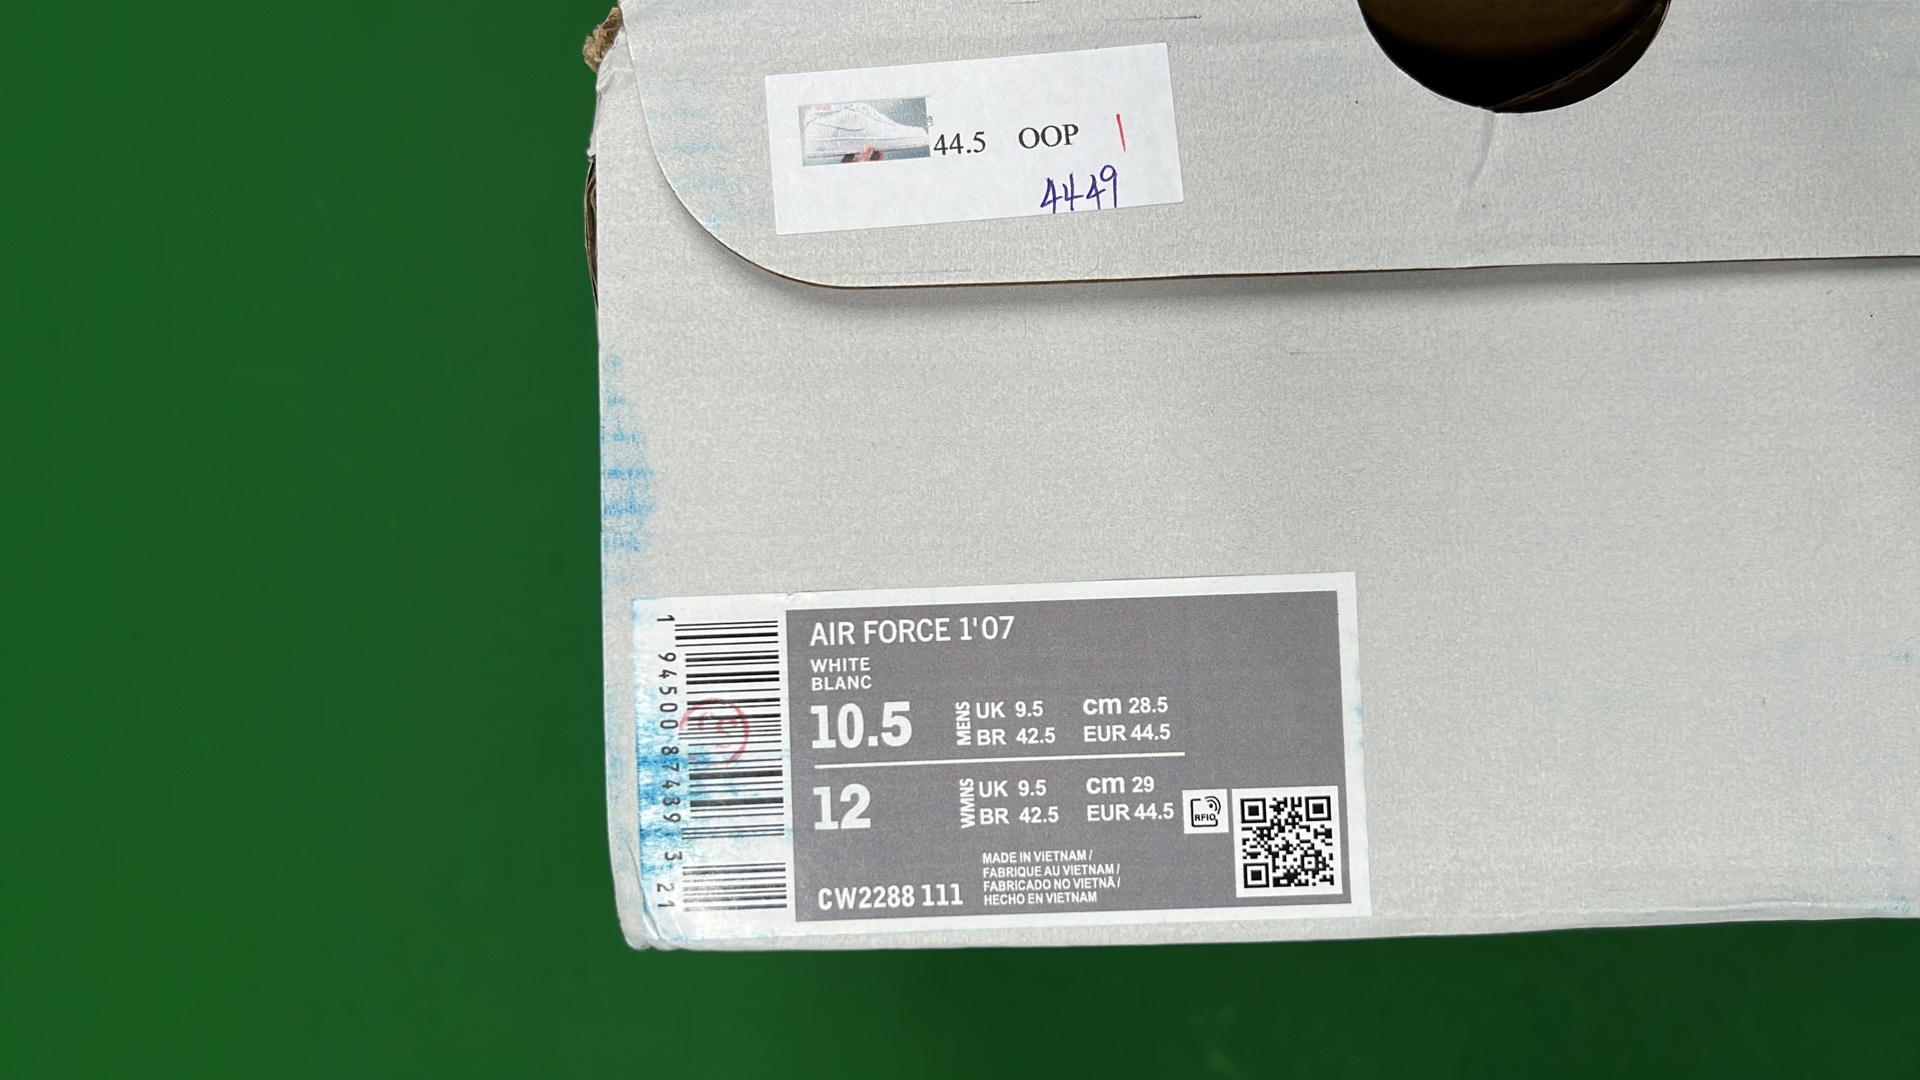 44.5 OOP |
4449
AIR FORCE 1'07
WHITE
BLANC
10.5 MENS UK 9.5 cm 28.5
BR 42.5 EUR 44.5
12 WMNS UK 9.5 cm 29
BR 42.5 EUR 44.5
RFID
CW2288 111
MADE IN VIETNAM /
FABRIQUE AU VIETNAM /
FABRICADO NO VIETNÃ /
HECHO EN VIETNAM
1 94500 87489 3 21